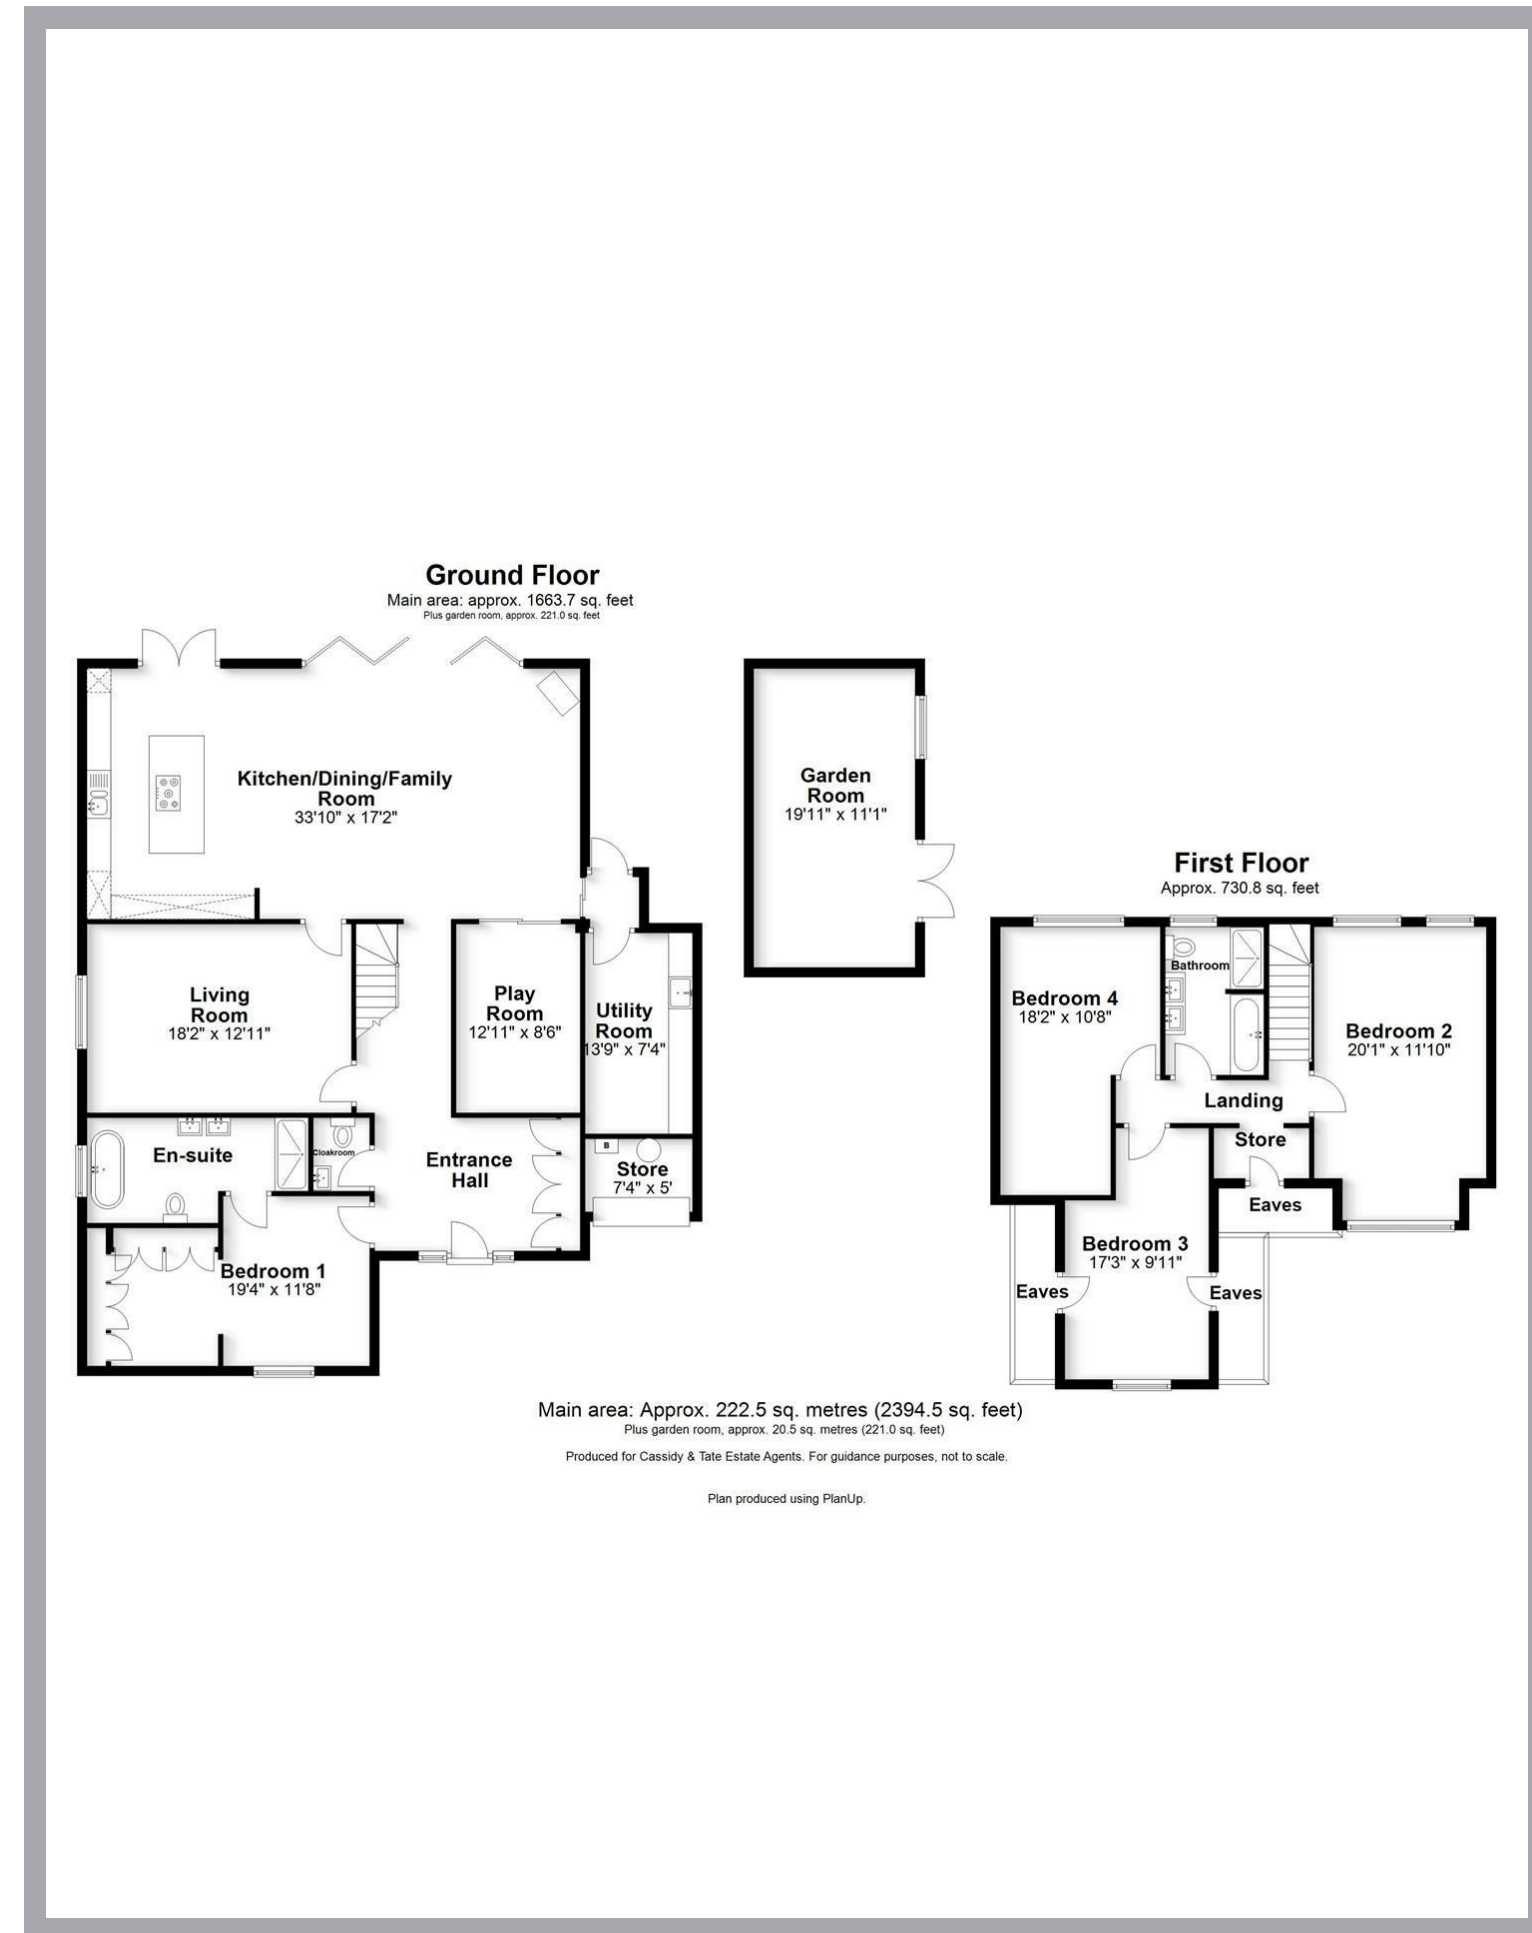 Ground Floor
Main area: approx. 1663.7 sq. feet
Plus garden room, approx. 221.0 sq. feet
Kitchen/Dining/Family
Room
33'10" x 17'2"
Garden
Room
19'11" x 11'1"
Living
Room
18'2" x 12'11"
Play
Room
12'11" x 8'6"
Utility
Room
13'9" x 7'4"
En-suite
Cloakroom
Entrance
Hall
B
Store
7'4" x 5'
Bedroom 1
19'4" x 11'8"
First Floor
Approx. 730.8 sq. feet
Bedroom 4
18'2" x 10'8"
Bathroom
Bedroom 2
20'1" x 11'10"
Landing
Store
Eaves
Bedroom 3
17'3" x 9'11"
Eaves
Eaves
Main area: Approx. 222.5 sq. metres (2394.5 sq. feet)
Plus garden room, approx. 20.5 sq. metres (221.0 sq. feet)
Produced for Cassidy & Tate Estate Agents. For guidance purposes, not to scale.
Plan produced using PlanUp.